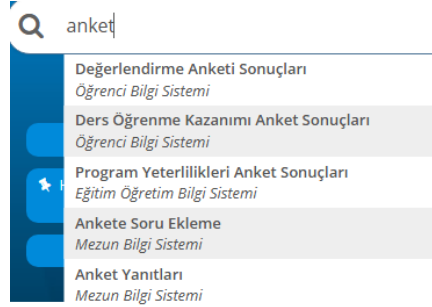 anket
Değerlendirme Anketi Sonuçları
Öğrenci Bilgi Sistemi
Ders Öğrenme Kazanımı Anket Sonuçları
Öğrenci Bilgi Sistemi
Program Yeterlilikleri Anket Sonuçları
Eğitim Öğretim Bilgi Sistemi
Ankete Soru Ekleme
Mezun Bilgi Sistemi
Anket Yanıtları
Mezun Bilgi Sistemi